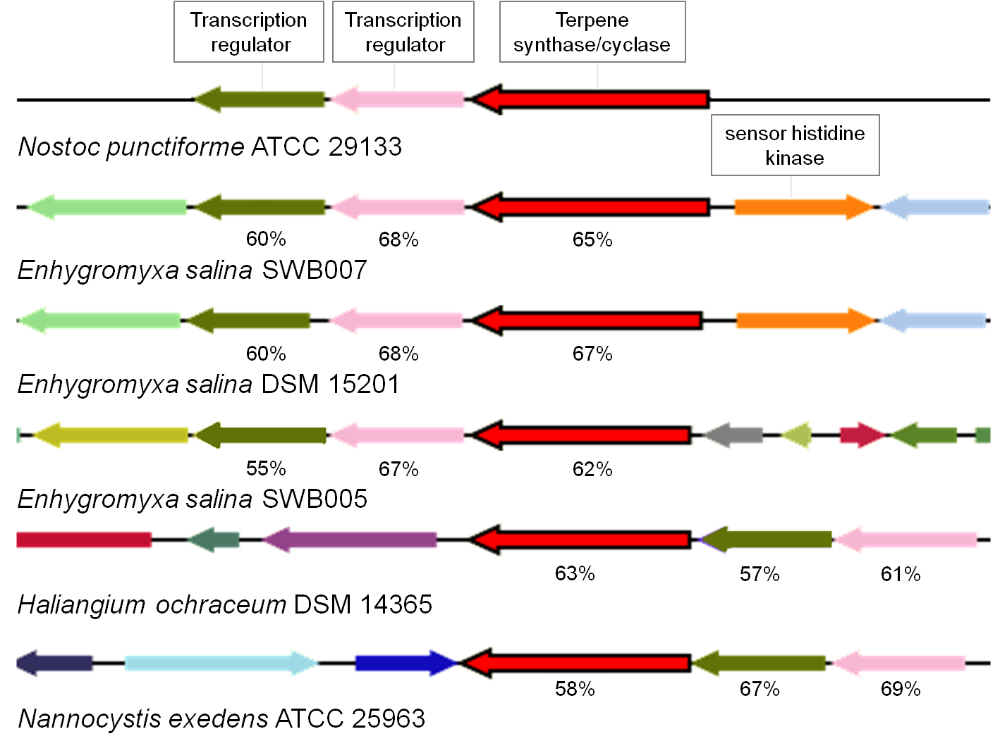 Transcription
regulator
Transcription
regulator
Terpene
synthase/cyclase
Nostoc punctiforme ATCC 29133
sensor histidine
kinase
60%
68%
65%
Enhygromyxa salina SWB007
60%
68%
67%
Enhygromyxa salina DSM 15201
55%
67%
62%
Enhygromyxa salina SWB005
63%
57%
61%
Haliangium ochraceum DSM 14365
58%
67%
69%
Nannocystis exedens ATCC 25963